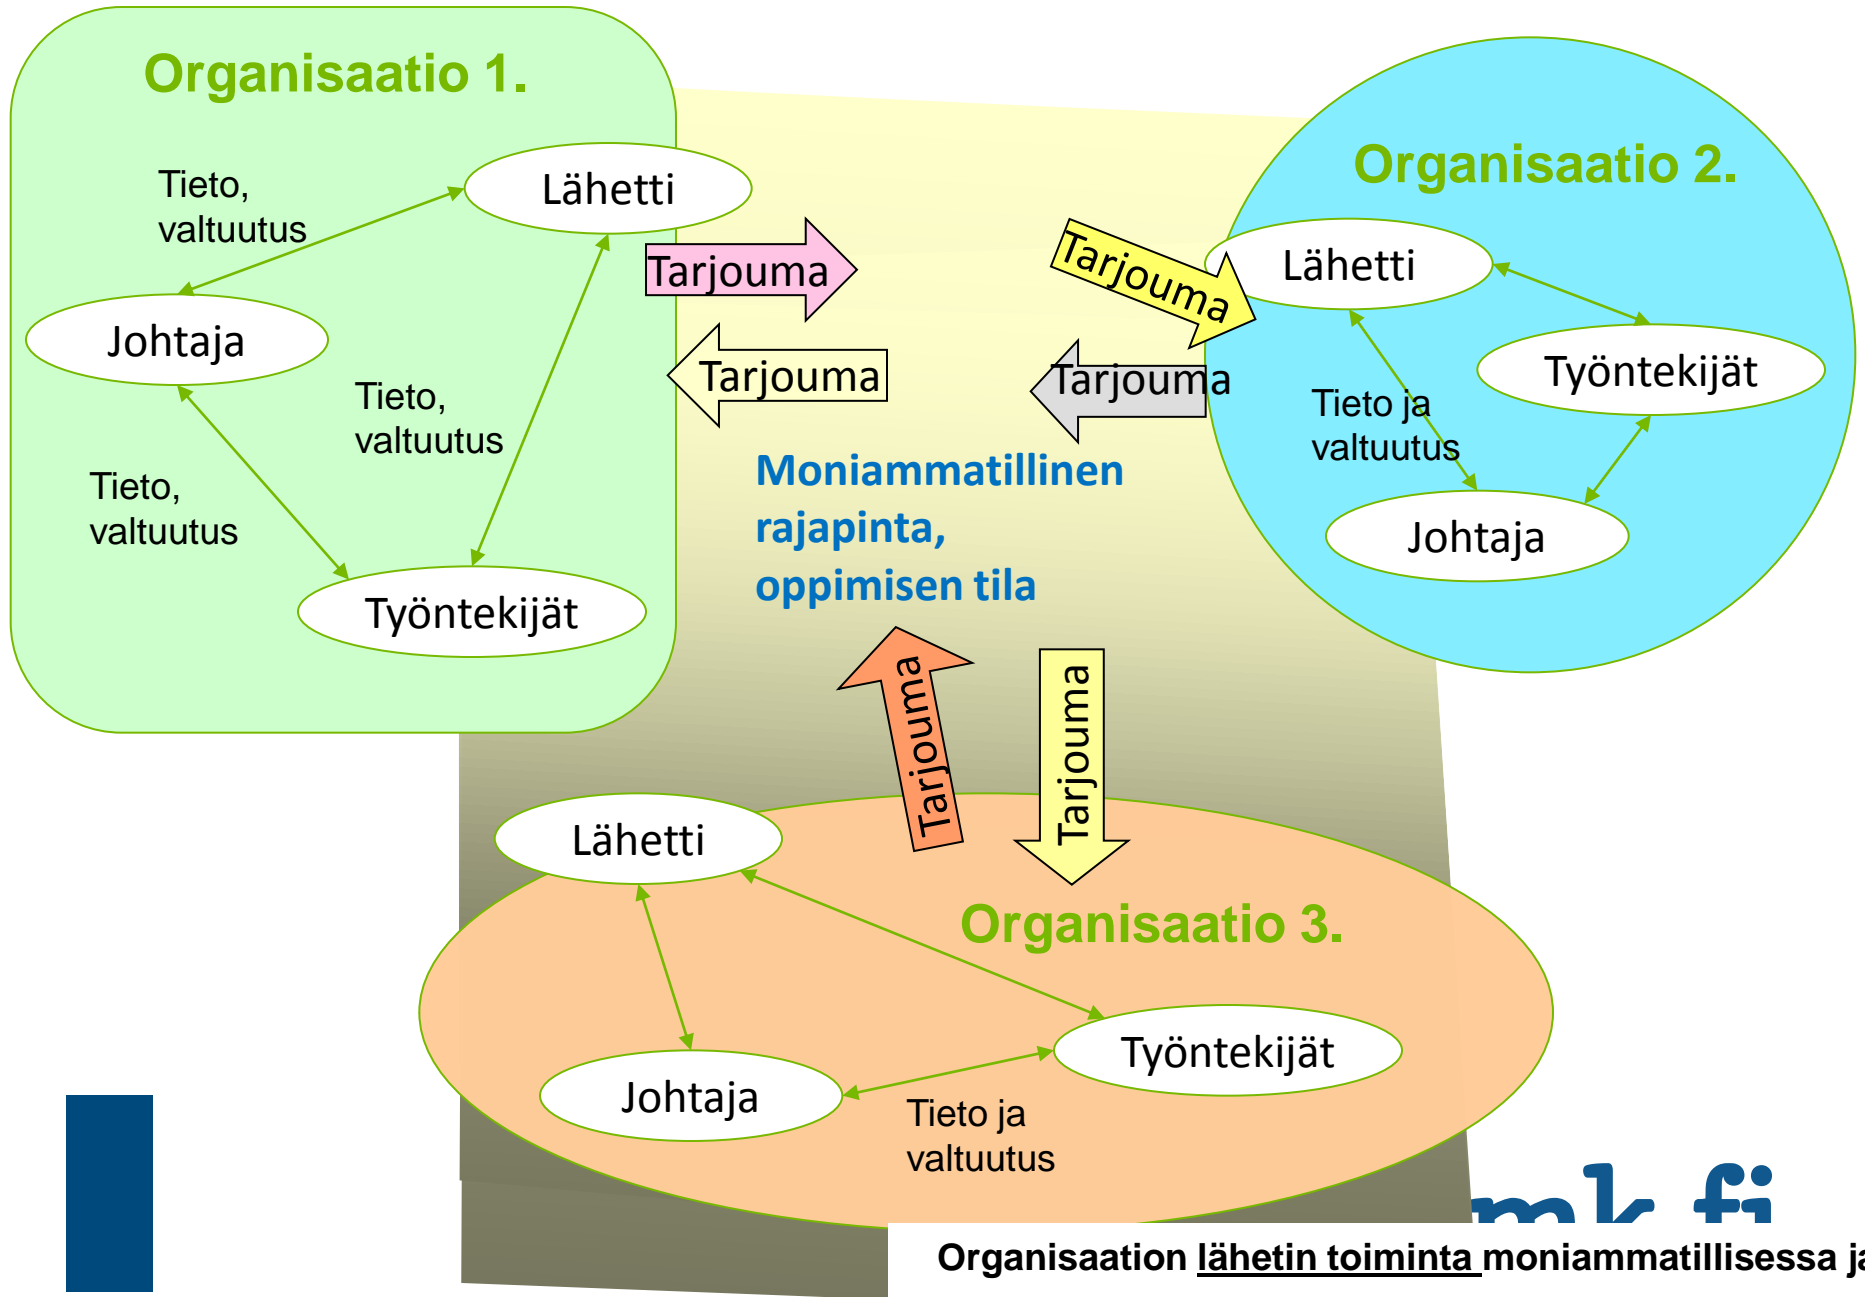 Organisaatio 1.
Tieto,
valtuutus
Lähetti
Johtaja
Tieto,
valtuutus
Tieto,
valtuutus
Työntekijät
Tarjouma
Tarjouma
Tarjouma
Tarjouma
Organisaatio 2.
Lähetti
Työntekijät
Tieto ja
valtuutus
Johtaja
Moniammatillinen
rajapinta,
oppimisen tila
Tarjouma
Tarjouma
Lähetti
Organisaatio 3.
Työntekijät
Johtaja
Tieto ja
valtuutus
mk.fi
Organisaation lähetin toiminta moniammatillisessa ja